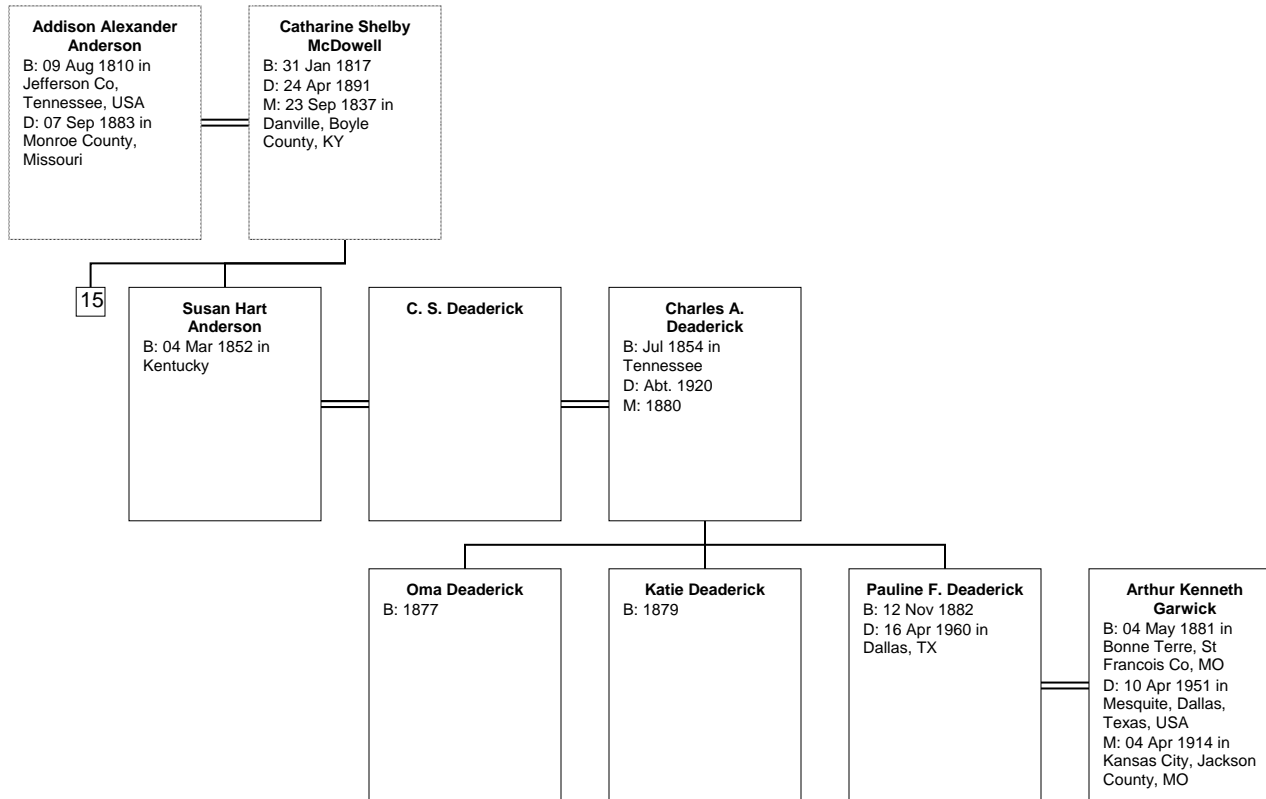 Addison Alexander
Anderson
B: 09 Aug 1810 in
Jefferson Co,
Tennessee, USA
D: 07 Sep 1883 in
Monroe County,
Missouri
Catharine Shelby
McDowell
B: 31 Jan 1817
D: 24 Apr 1891
M: 23 Sep 1837 in
Danville, Boyle
County, KY
15
Susan Hart
Anderson
B: 04 Mar 1852 in
Kentucky
C. S. Deaderick
Charles A.
Deaderick
B: Jul 1854 in
Tennessee
D: Abt. 1920
M: 1880
Oma Deaderick
B: 1877
Katie Deaderick
B: 1879
Pauline F. Deaderick
B: 12 Nov 1882
D: 16 Apr 1960 in
Dallas, TX
Arthur Kenneth
Garwick
B: 04 May 1881 in
Bonne Terre, St
Francois Co, MO
D: 10 Apr 1951 in
Mesquite, Dallas,
Texas, USA
M: 04 Apr 1914 in
Kansas City, Jackson
County, MO